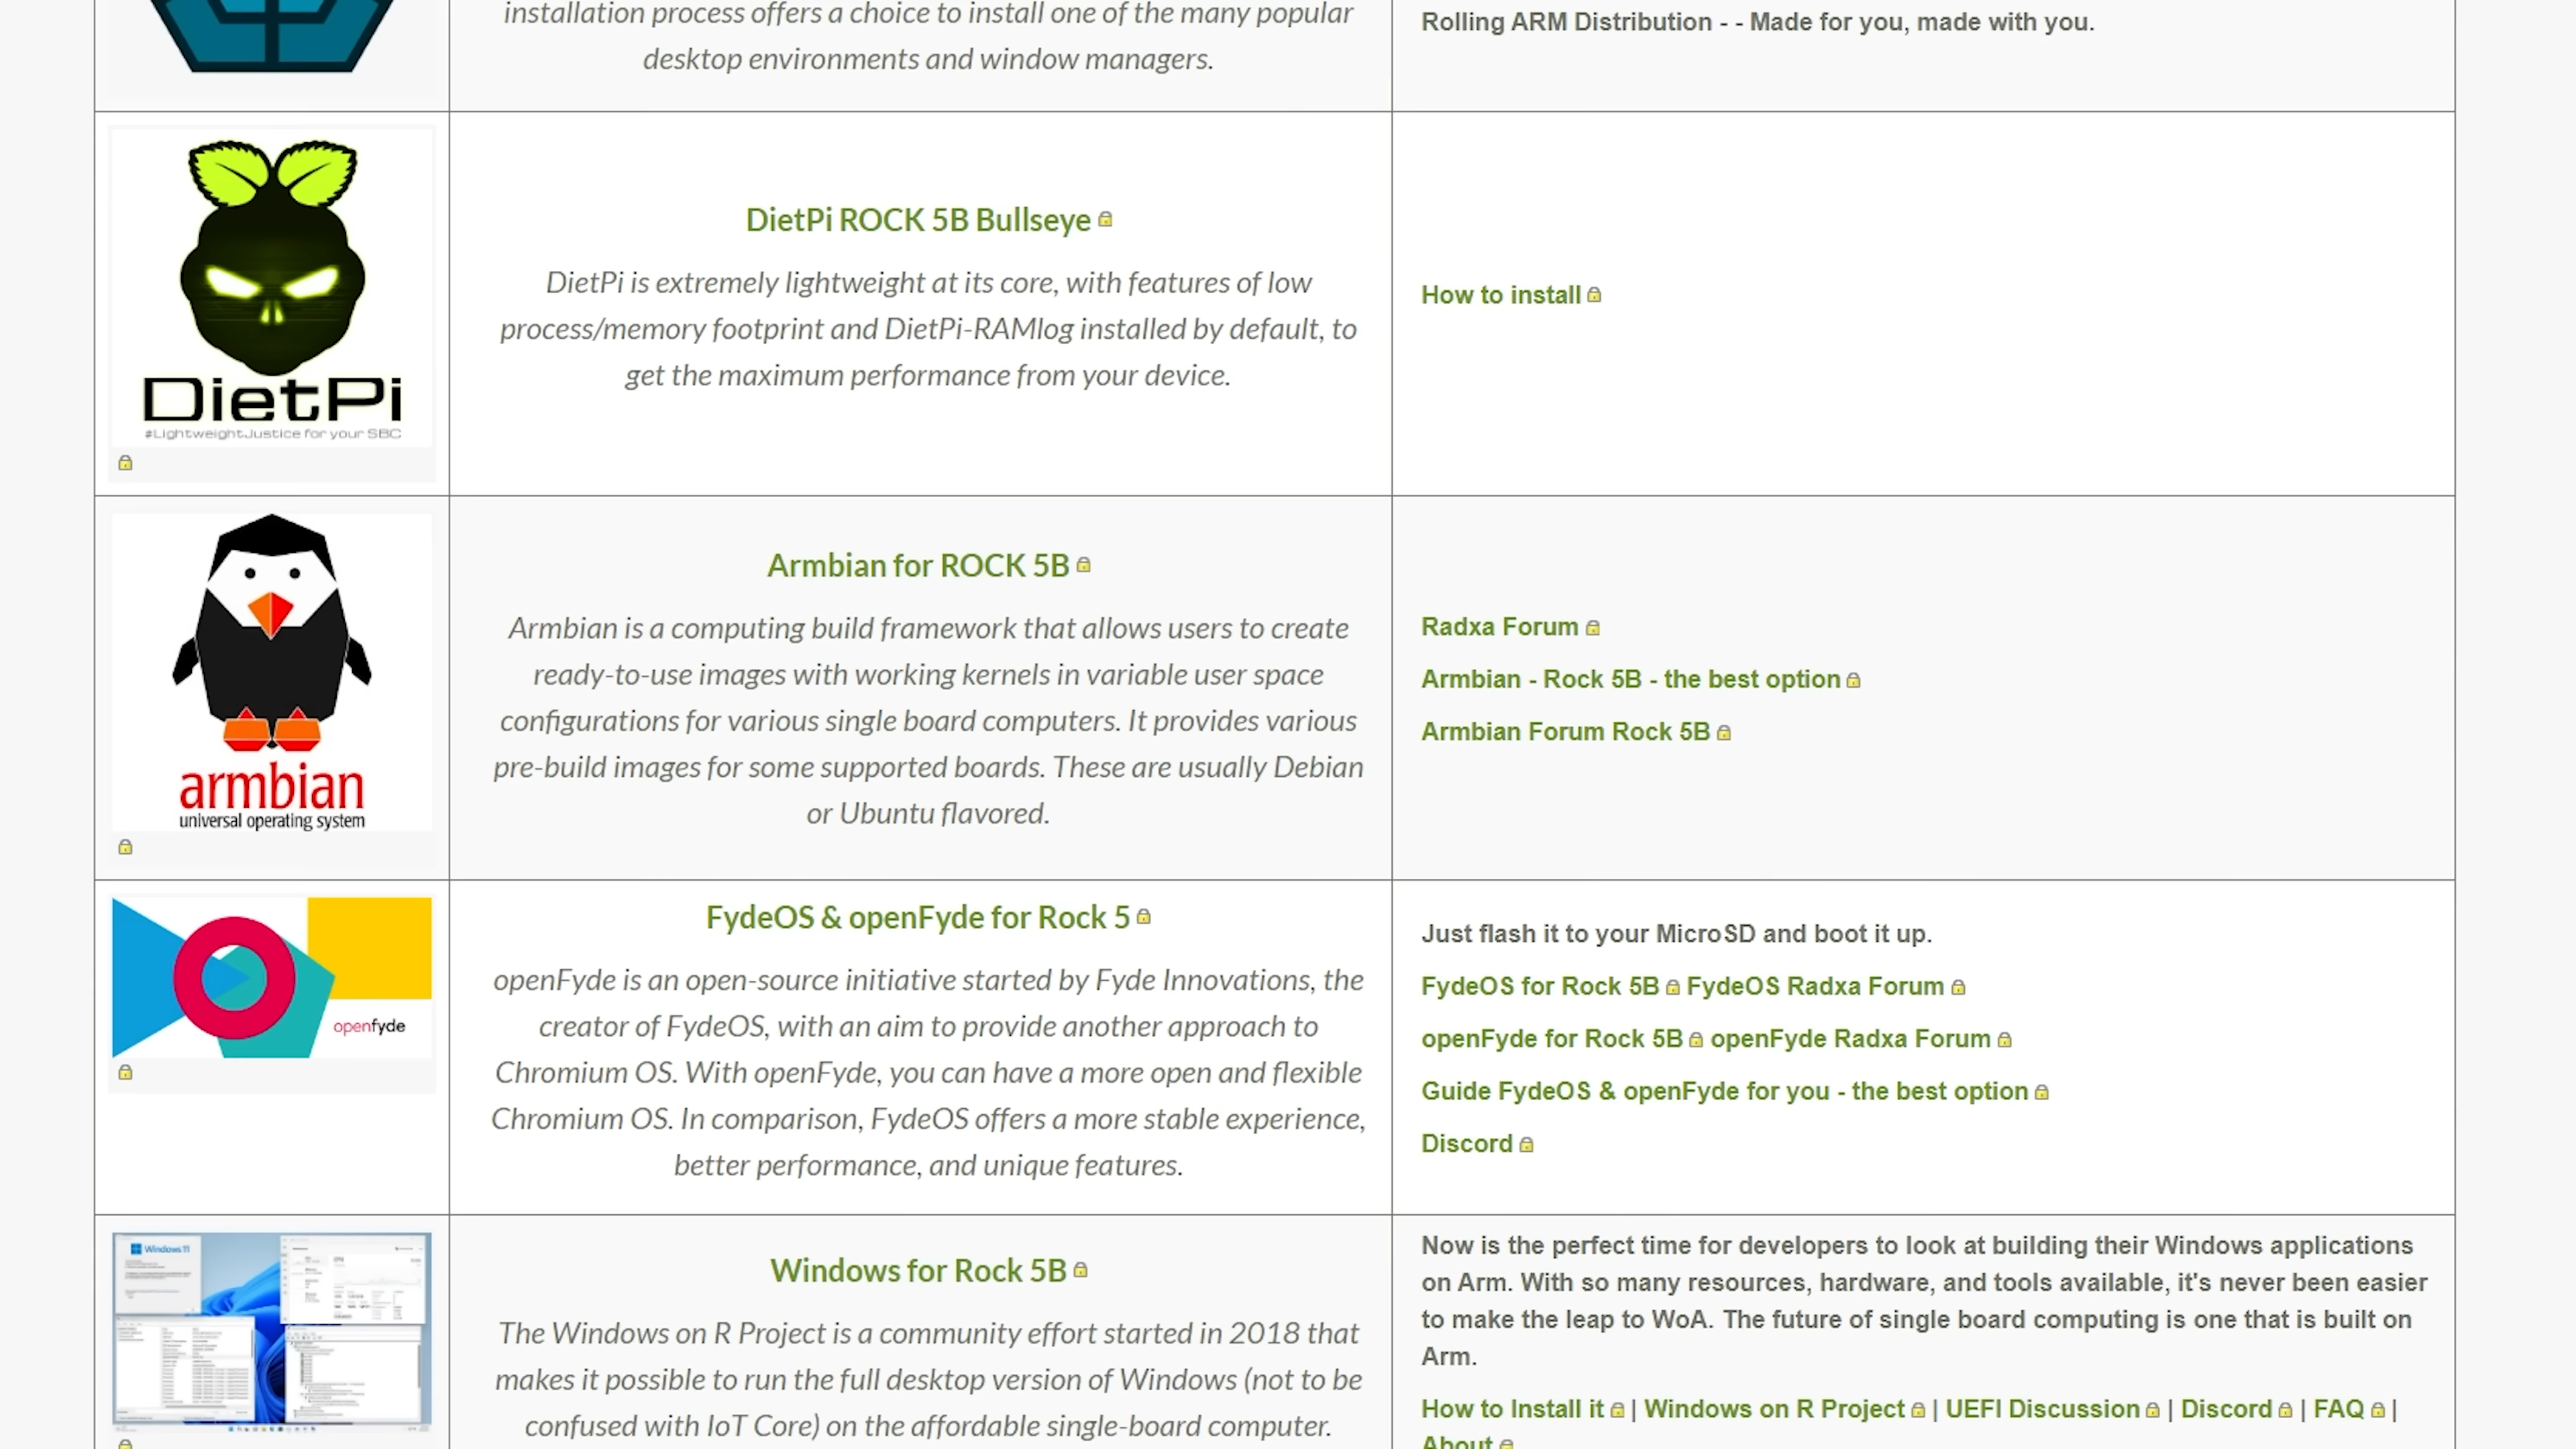 installation process offers a choice to install one of the many popular
desktop environments and window managers.
Rolling ARM Distribution - - Made for you, made with you.
DietPi
#LightweightJustice for your SBC
DietPi ROCK 5B Bullseye
DietPi is extremely lightweight at its core, with features of low
process/memory footprint and DietPi-RAMlog installed by default, to
get the maximum performance from your device.
How to install
armbian
universal operating system
Armbian for ROCK 5B
Armbian is a computing build framework that allows users to create
ready-to-use images with working kernels in variable user space
configurations for various single board computers. It provides various
pre-build images for some supported boards. These are usually Debian
or Ubuntu flavored.
Radxa Forum
Armbian - Rock 5B - the best option
Armbian Forum Rock 5B
openfyde
FydeOS & openFyde for Rock 5
openFyde is an open-source initiative started by Fyde Innovations, the
creator of FydeOS, with an aim to provide another approach to
Chromium OS. With openFyde, you can have a more open and flexible
Chromium OS. In comparison, FydeOS offers a more stable experience,
better performance, and unique features.
Just flash it to your MicroSD and boot it up.
FydeOS for Rock 5B FydeOS Radxa Forum
openFyde for Rock 5B openFyde Radxa Forum
Guide FydeOS & openFyde for you - the best option
Discord
Windows 11
Windows for Rock 5B
The Windows on R Project is a community effort started in 2018 that
makes it possible to run the full desktop version of Windows (not to be
confused with IoT Core) on the affordable single-board computer.
Now is the perfect time for developers to look at building their Windows applications
on Arm. With so many resources, hardware, and tools available, it's never been easier
to make the leap to WoA. The future of single board computing is one that is built on
Arm.
How to Install it | Windows on R Project | UEFI Discussion | Discord | FAQ |
About